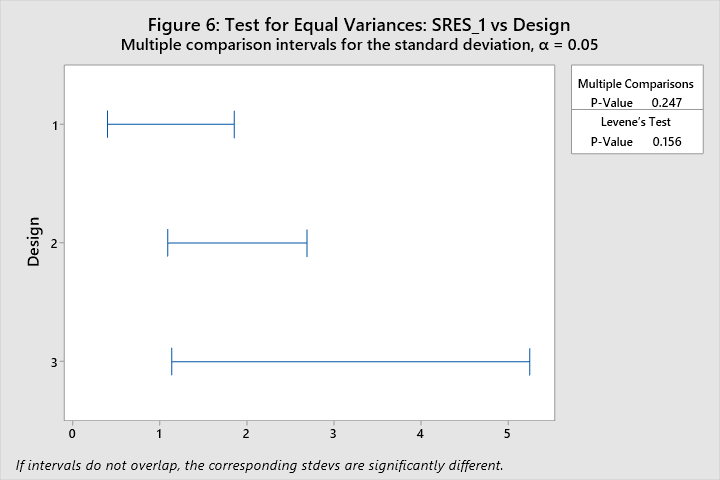 Figure 6: Test for Equal Variances: SRES_1 vs Design
Multiple comparison intervals for the standard deviation, α = 0.05
Multiple Comparisons
P-Value 0.247
Levene's Test
P-Value 0.156
Design
1
2
3
0 1 2 3 4 5
If intervals do not overlap, the corresponding stdevs are significantly different.